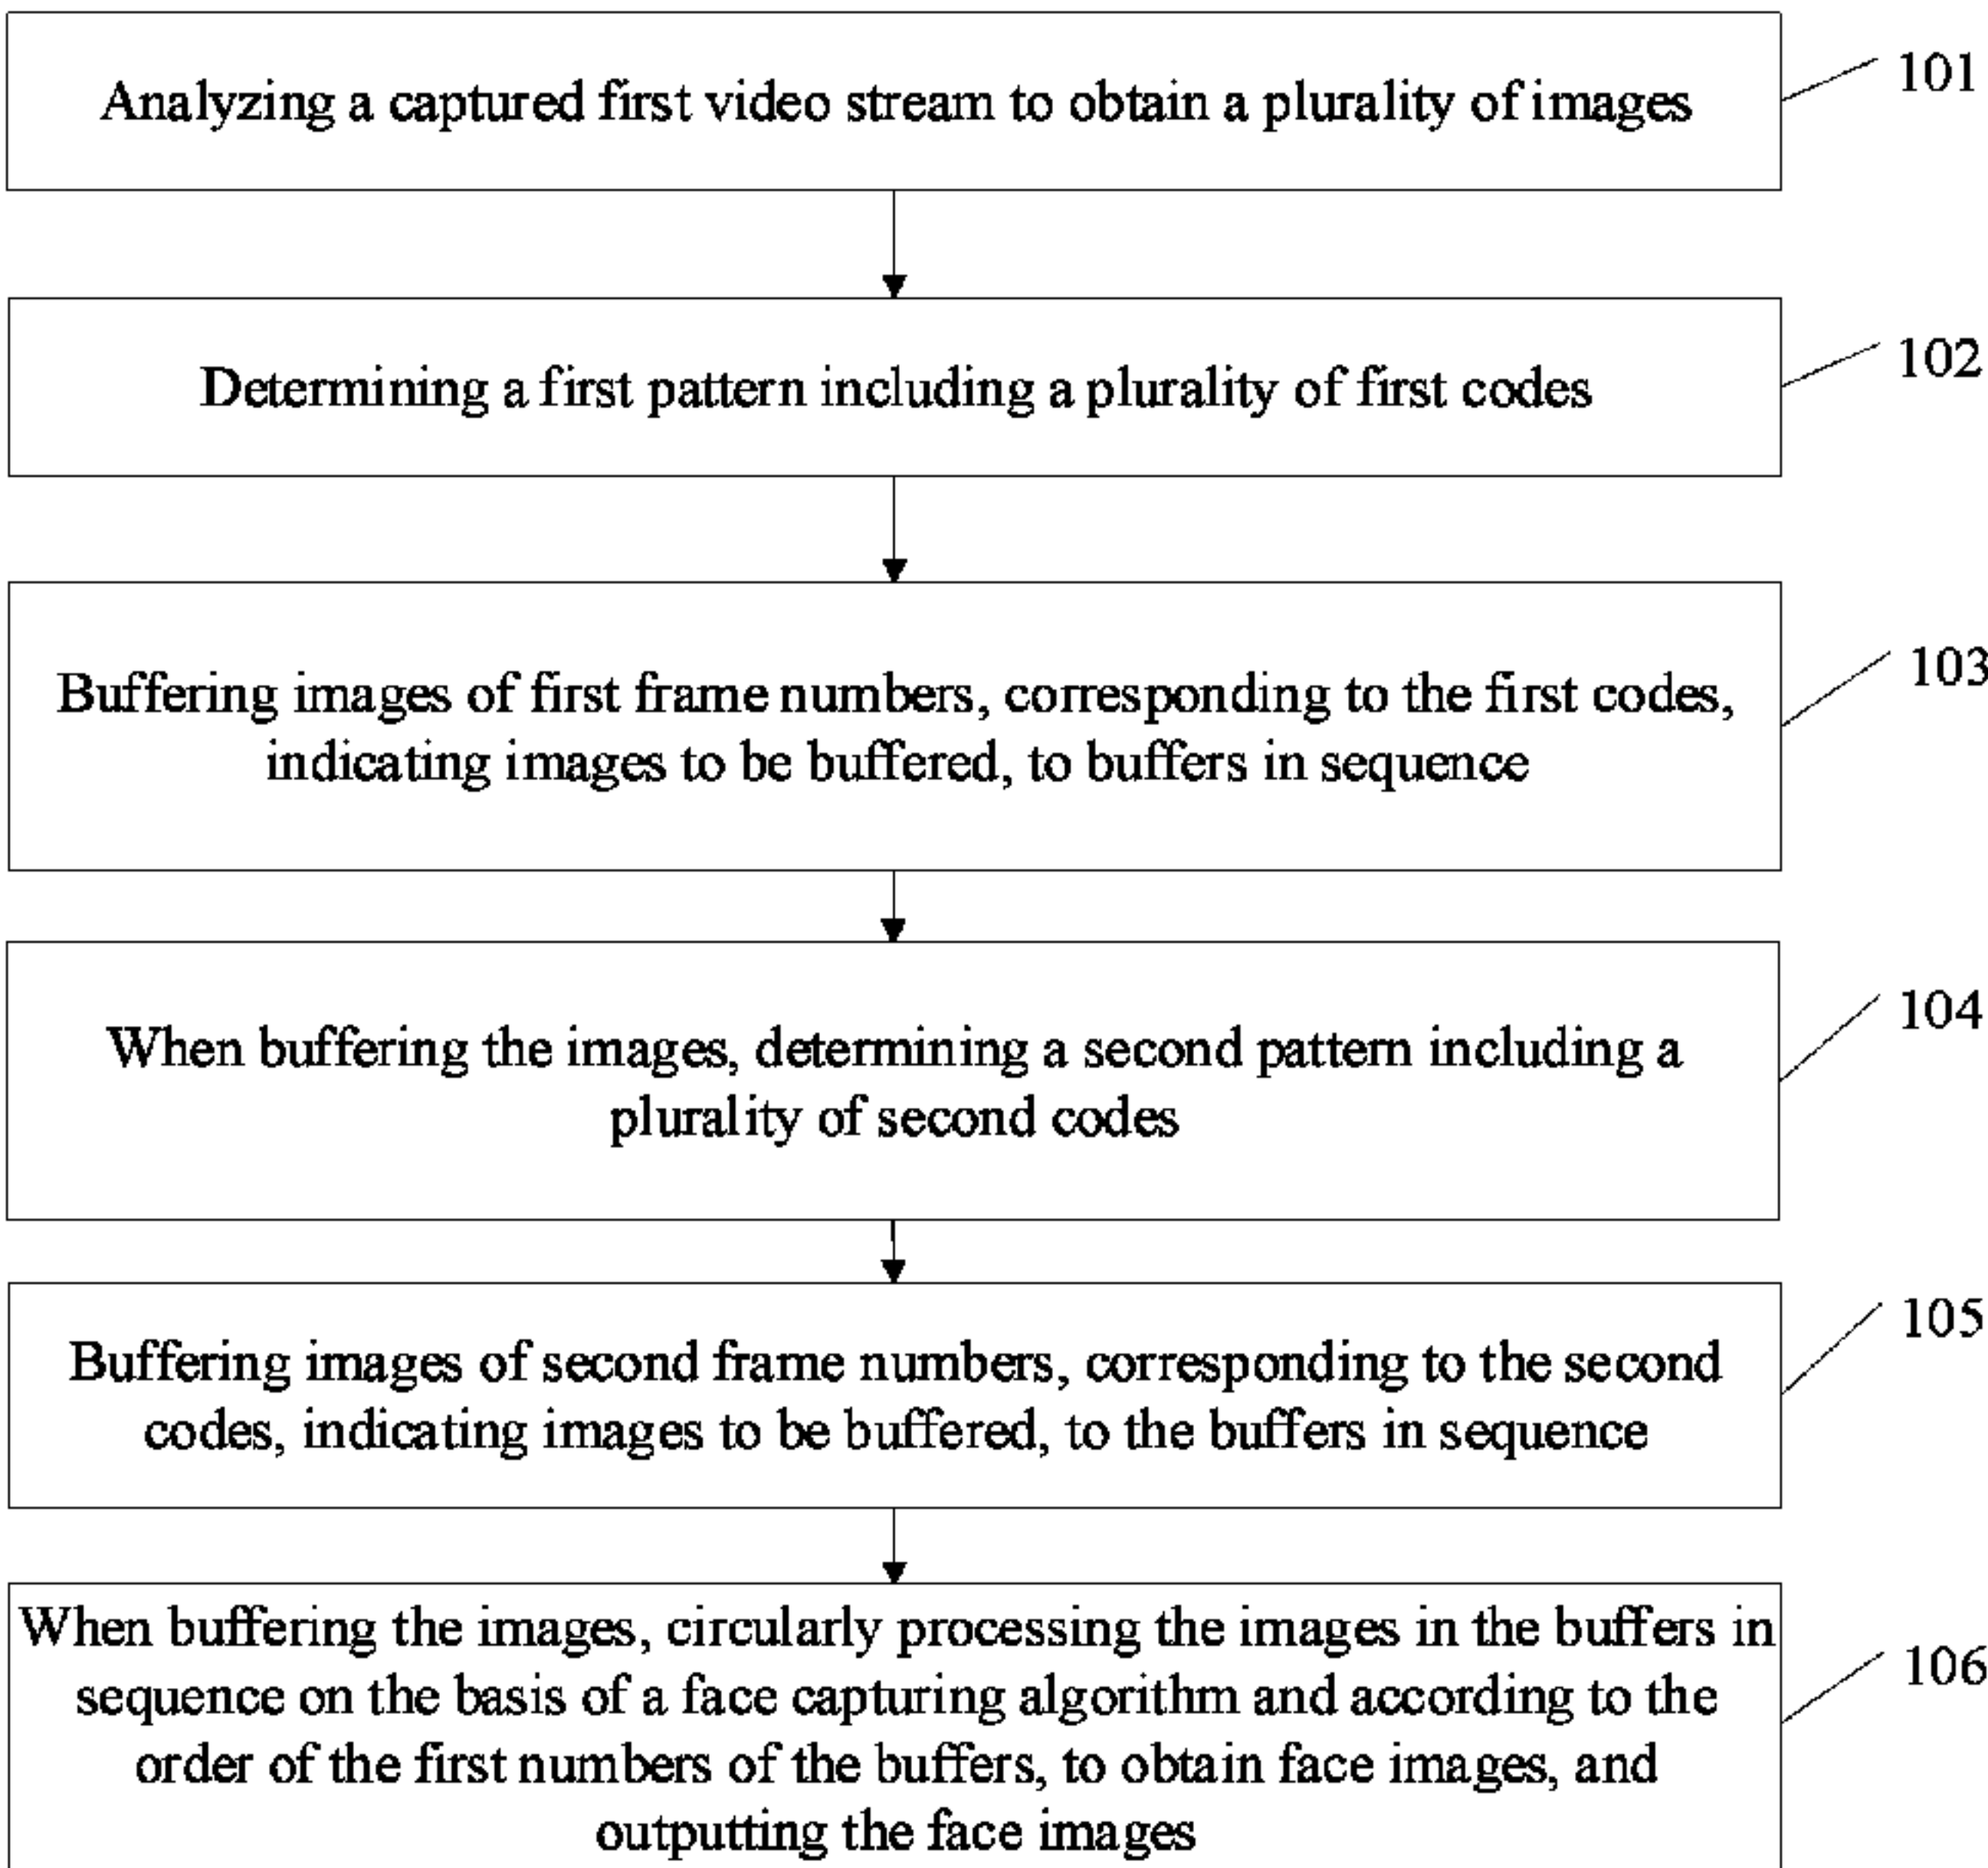 Analyzing a captured first video stream to obtain a plurality of images
101
Determining a first pattern including a plurality of first codes
102
Buffering images of first frame numbers, corresponding to the first codes,
indicating images to be buffered, to buffers in sequence
103
When buffering the images, determining a second pattern including a
plurality of second codes
104
Buffering images of second frame numbers, corresponding to the second
codes, indicating images to be buffered, to the buffers in sequence
105
When buffering the images, circularly processing the images in the buffers in
sequence on the basis of a face capturing algorithm and according to the
order of the first numbers of the buffers, to obtain face images, and
outputting the face images
106